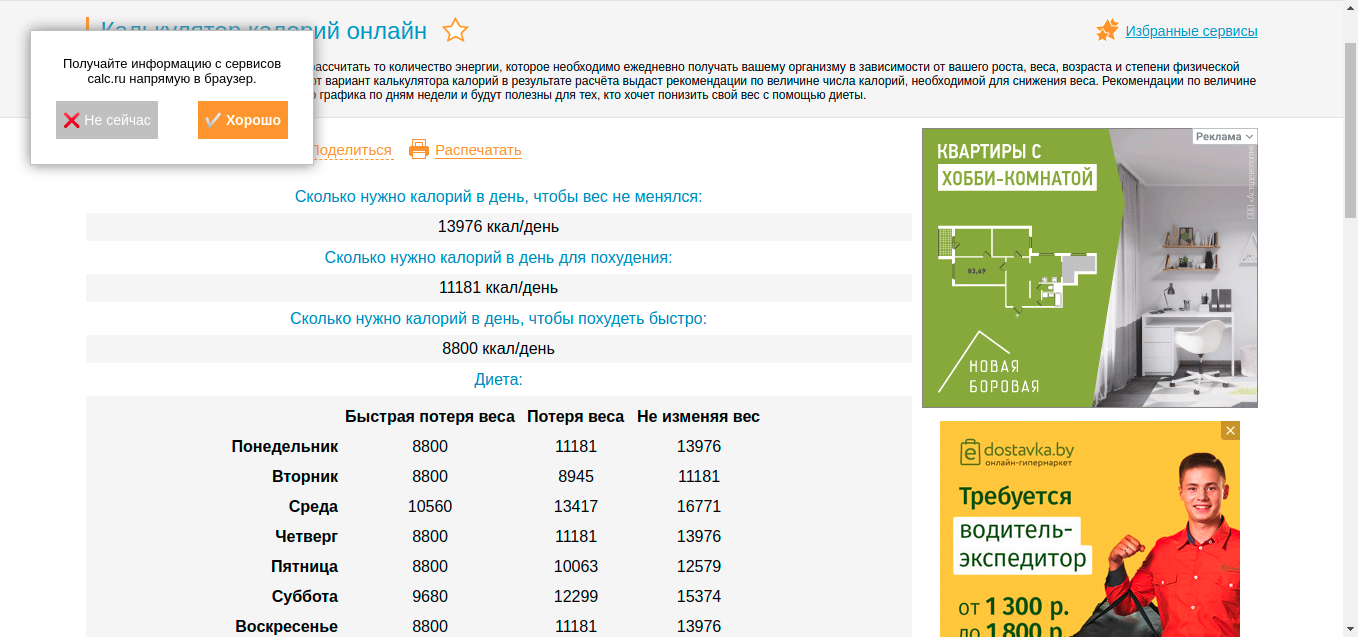 Калькулятор калорий онлайн
Избранные сервисы
Получайте информацию с сервисов
calc.ru напрямую в браузер.
Не сейчас
Хорошо
рассчитать то количество энергии, которое необходимо ежедневно получать вашему организму в зависимости от вашего роста, веса, возраста и степени физической
от вариант калькулятора калорий в результате расчёта выдаст рекомендации по величине числа калорий, необходимой для снижения веса. Рекомендации по величине
графика по дням недели и будут полезны для тех, кто хочет понизить свой вес с помощью диеты.
Поделиться
Распечатать
Сколько нужно калорий в день, чтобы вес не менялся:
13976 ккал/день
Сколько нужно калорий в день для похудения:
11181 ккал/день
Сколько нужно калорий в день, чтобы похудеть быстро:
8800 ккал/день
Диета:
Быстрая потеря веса Потеря веса Не изменяя вес
Понедельник 8800 11181 13976
Вторник 8800 8945 11181
Среда 10560 13417 16771
Четверг 8800 11181 13976
Пятница 8800 10063 12579
Суббота 9680 12299 15374
Воскресенье 8800 11181 13976
Реклама
КВАРТИРЫ С
ХОББИ-КОМНАТОЙ
83,49
НОВАЯ
БОРОВАЯ
e dostavka.by
онлайн-гипермаркет
Требуется
водитель-
экспедитор
от 1 300 р.
до 1 800 р.